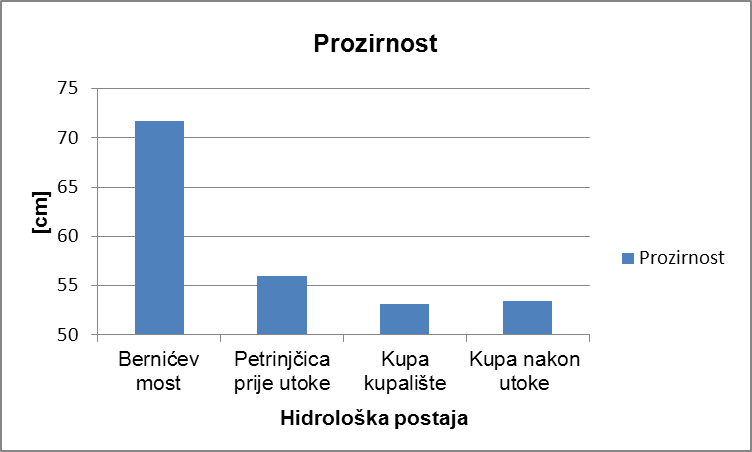 Prozirnost
75
70
65
60
55
50
[cm]
Bernićev
most
Petrinjčica
prije utoke
Kupa
kupalište
Kupa nakon
utoke
Hidrološka postaja
Prozirnost